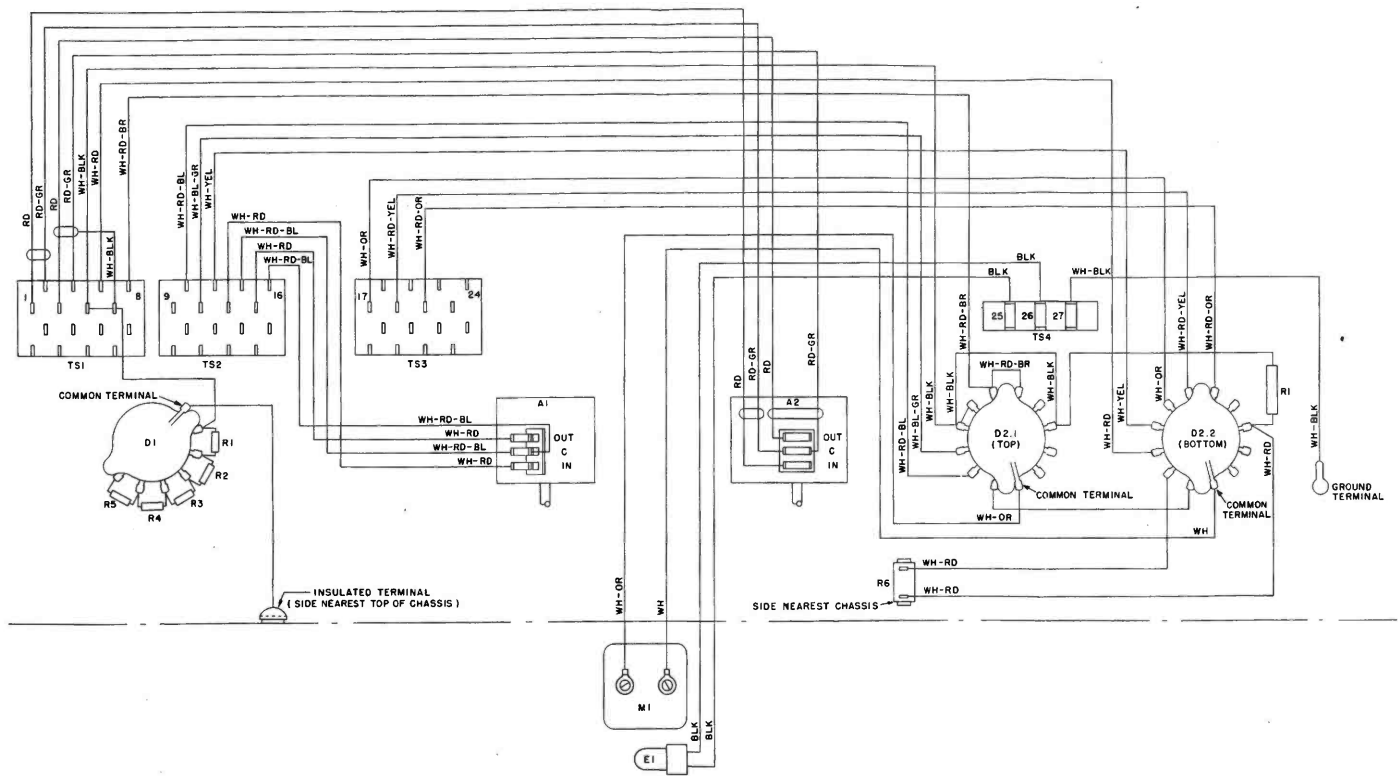 RD
RD-GR
RD
RD-GR
WH-BLK
WH-RD
WH-RD-BR
WH-BLK
WH-RD-BL
WH-BL-GR
WH-YEL
WH-RD
WH-RD-BL
WH-RD
WH-RD-BL
WH-OR
WH-RD-YEL
WH-RD-OR
1
8
TS1
9
16
TS2
17
24
TS3
BLK
BLK
WH-BLK
25
26
27
TS4
COMMON TERMINAL
D1
R1
R2
R3
R4
R5
WH-RD-BL
WH-RD
WH-RD-BL
WH-RD
A1
OUT
C
IN
RD
RD-GR
RD
RD-GR
A2
OUT
C
IN
WH-RD-BL
WH-BL-GR
WH-BLK
WH-BLK
WH-RD-BR
WH-RD-BR
WH-BLK
D2.1
(TOP)
COMMON TERMINAL
WH-OR
WH-RD
WH-YEL
WH-OR
WH-RD-YEL
WH-RD-OR
D2.2
(BOTTOM)
COMMON
TERMINAL
WH
R1
WH-RD
WH-BLK
GROUND
TERMINAL
R6
WH-RD
WH-RD
SIDE NEAREST CHASSIS
INSULATED TERMINAL
(SIDE NEAREST TOP OF CHASSIS)
WH-OR
WH
M1
BLK
BLK
E1